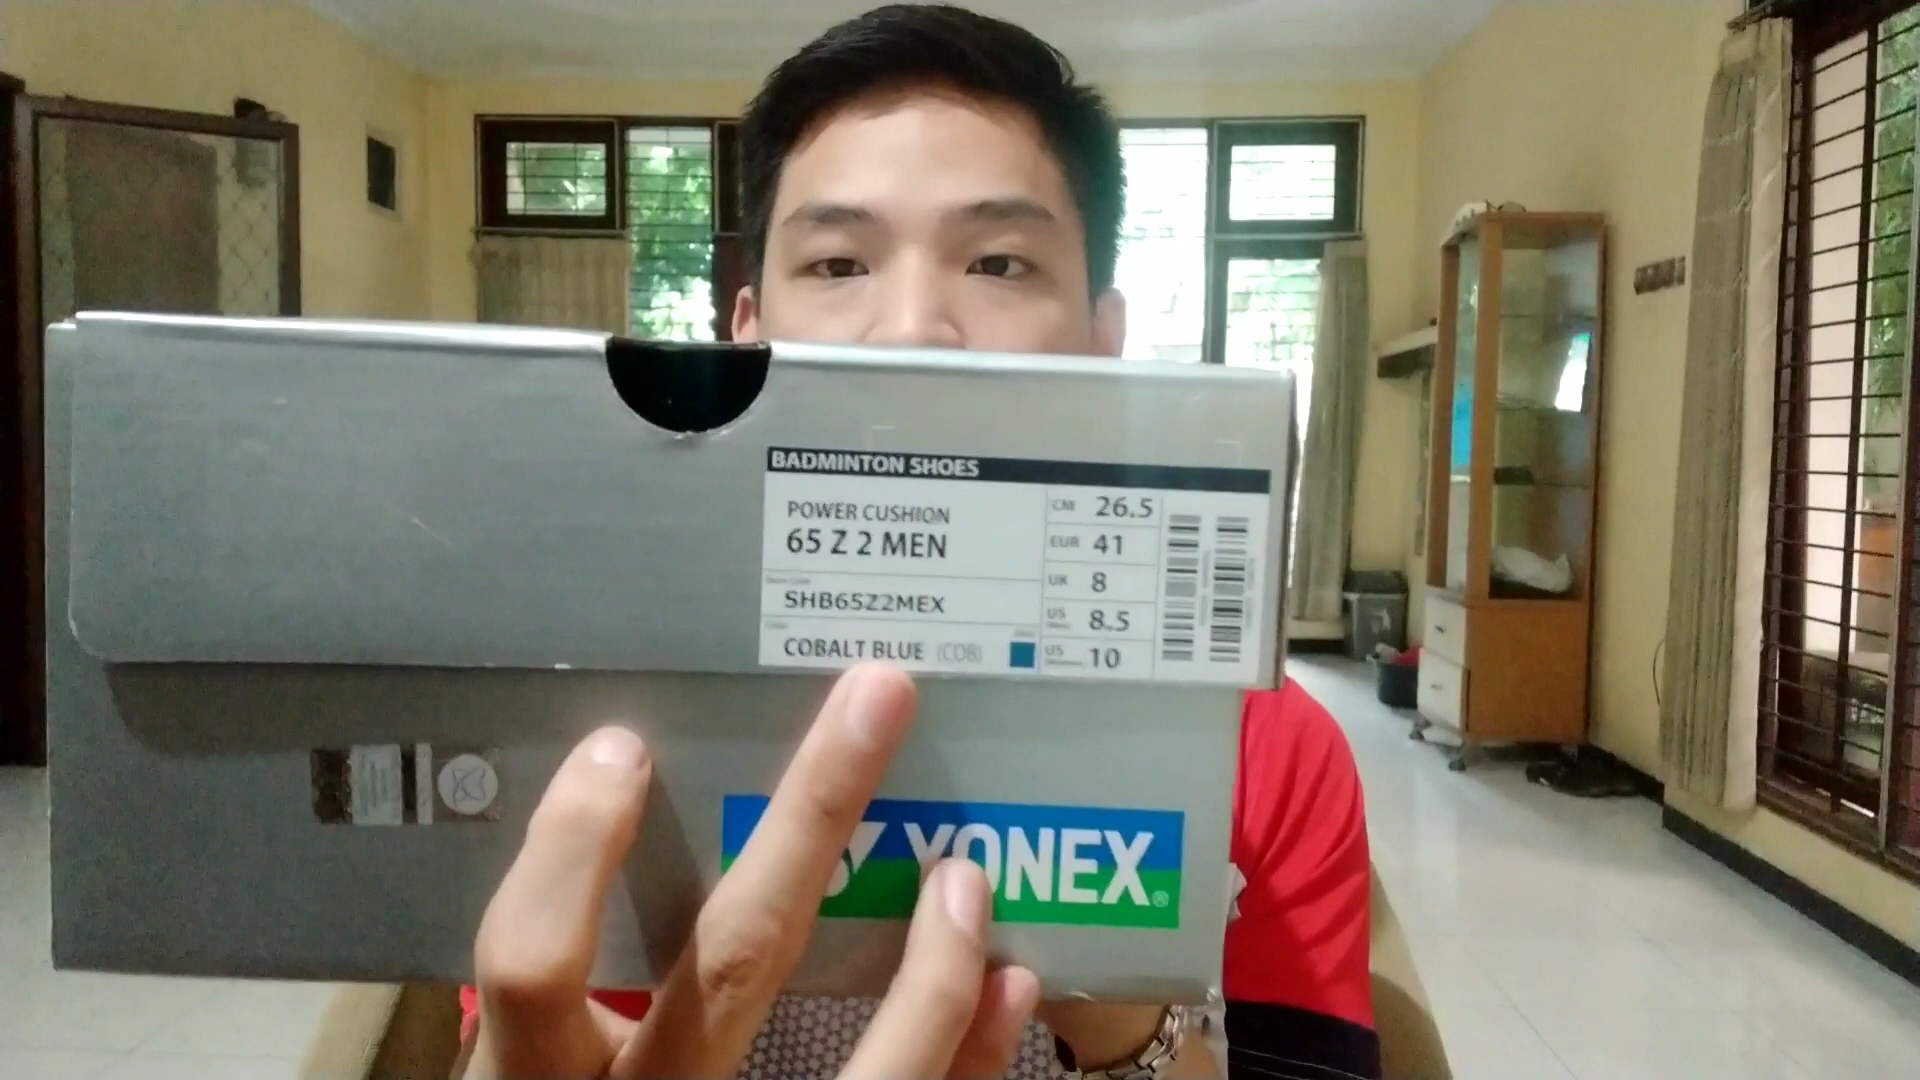 BADMINTON SHOES
POWER CUSHION
65 Z 2 MEN
SHB65Z2MEX
COBALT BLUE (COB)
CM 26.5
EUR 41
UK 8
US 8.5
US 10
YONEX®